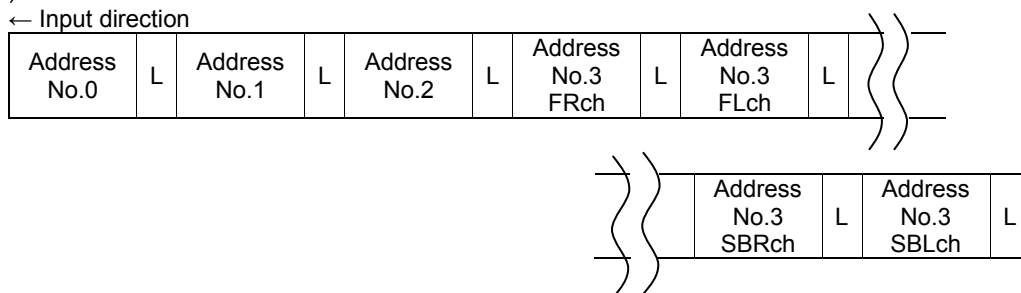 ← Input direction
Address No.0
L
Address No.1
L
Address No.2
L
Address No.3 FRch
L
Address No.3 FLch
L
Address No.3 SBRch
L
Address No.3 SBLch
L